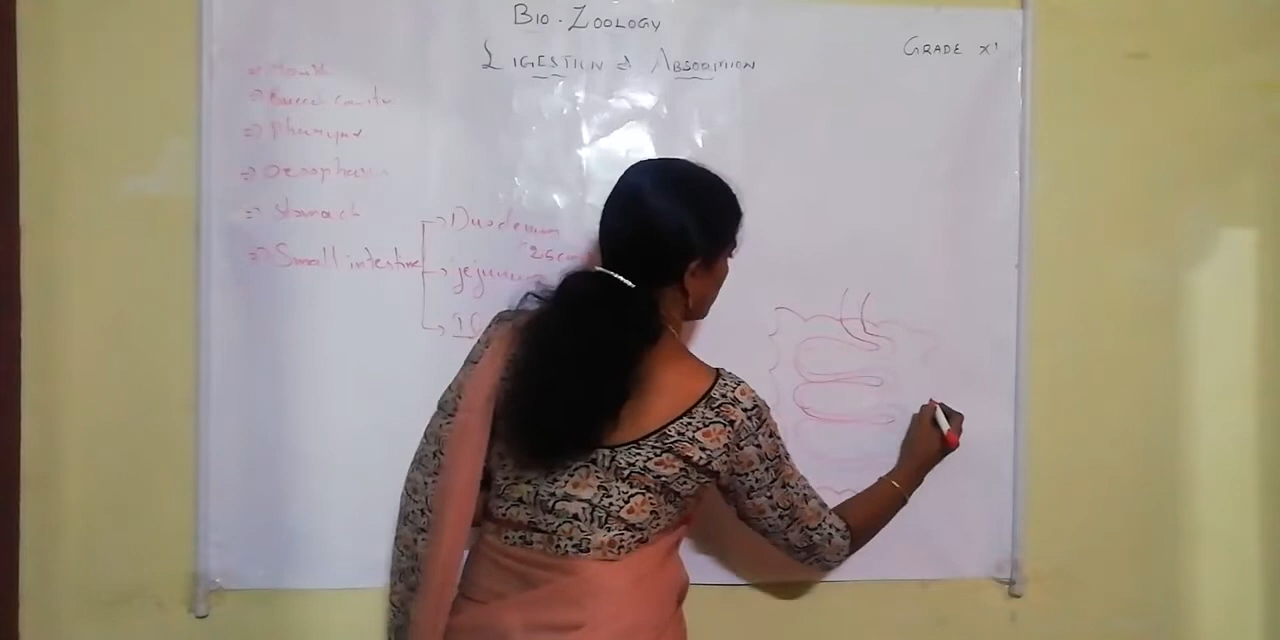 BIO - ZOOLOGY
GRADE XI
DIGESTION & ABSORPTION
=> Mouth
=> Buccal cavity
=> Pharynx
=> Oesophagus
=> Stomach
=> Small intestine
→ Duodenum
25cm
→ jejunum